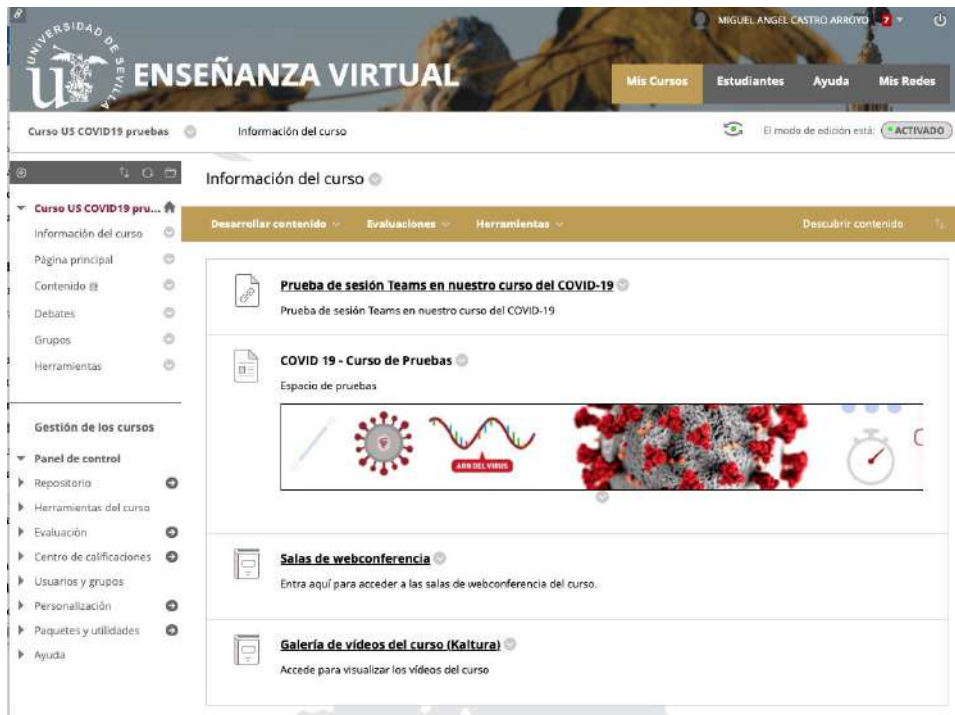 UNIVERSIDAD DE SEVILLA
MIGUEL ANGEL CASTRO ARROYO 7
ENSEÑANZA VIRTUAL
Mis Cursos Estudiantes Ayuda Mis Redes
Curso US COVID19 pruebas Información del curso El modo de edición está: ACTIVADO
Información del curso
Curso US COVID19 pru...
Información del curso
Página principal
Contenido
Debates
Grupos
Herramientas
Gestión de los cursos
Panel de control
Repositorio
Herramientas del curso
Evaluación
Centro de calificaciones
Usuarios y grupos
Personalización
Paquetes y utilidades
Ayuda
Desarrollar contenido Evaluaciones Herramientas Descubrir contenido
Prueba de sesión Teams en nuestro curso del COVID-19
Prueba de sesión Teams en nuestro curso del COVID-19
COVID 19 - Curso de Pruebas
Espacio de pruebas
ARN DEL VIRUS
Salas de webconferencia
Entra aquí para acceder a las salas de webconferencia del curso.
Galería de vídeos del curso (Kaltura)
Accede para visualizar los vídeos del curso